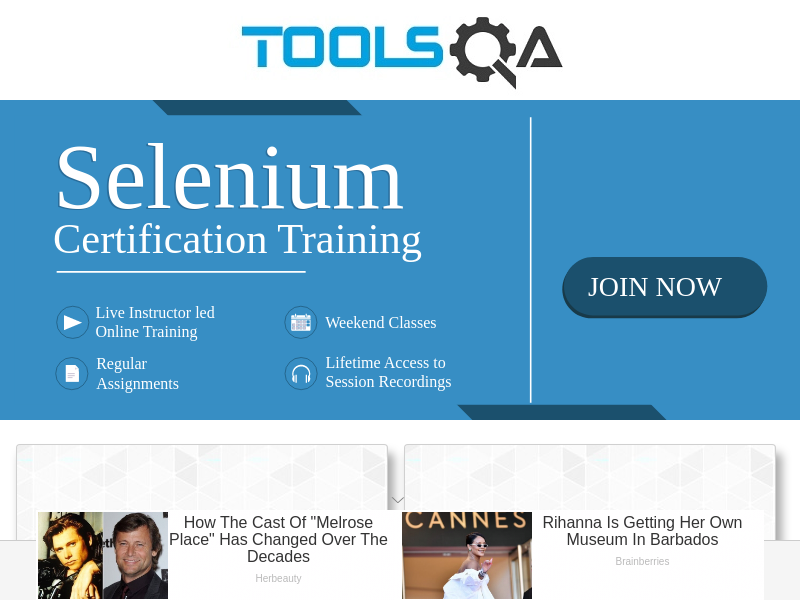 TOOLSQA
Selenium
Certification Training
JOIN NOW
Live Instructor led
Online Training
Weekend Classes
Regular
Assignments
Lifetime Access to
Session Recordings
How The Cast Of "Melrose
Place" Has Changed Over The
Decades
Herbeauty
CANNES
Rihanna Is Getting Her Own
Museum In Barbados
Brainberries